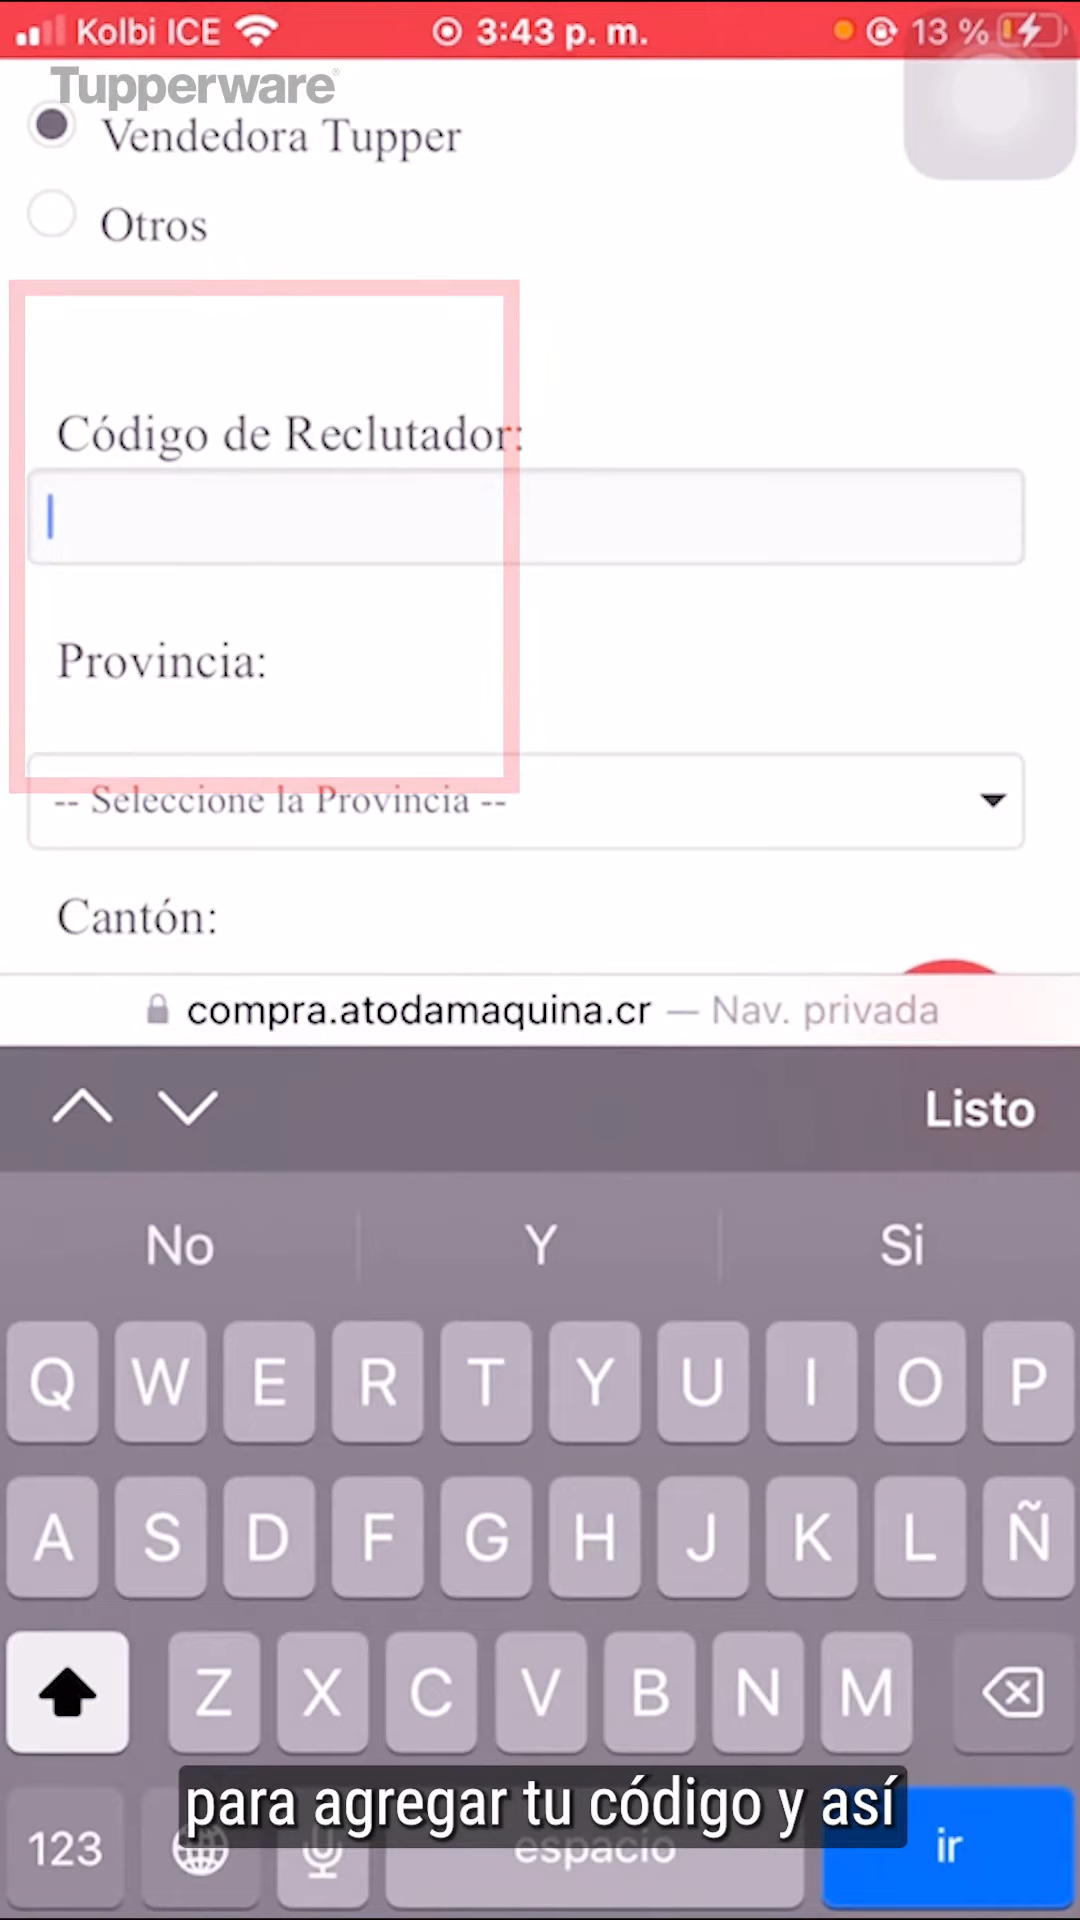 Kolbi ICE 3:43 p. m. 13 %
Tupperware
Vendedora Tupper
Otros
Código de Reclutador:
Provincia:
-- Seleccione la Provincia --
Cantón:
compra.atodamaquina.cr — Nav. privada
Listo
No Y Si
Q W E R T Y U I O P
A S D F G H J K L Ñ
Z X C V B N M
para agregar tu código y así
123 espacio ir